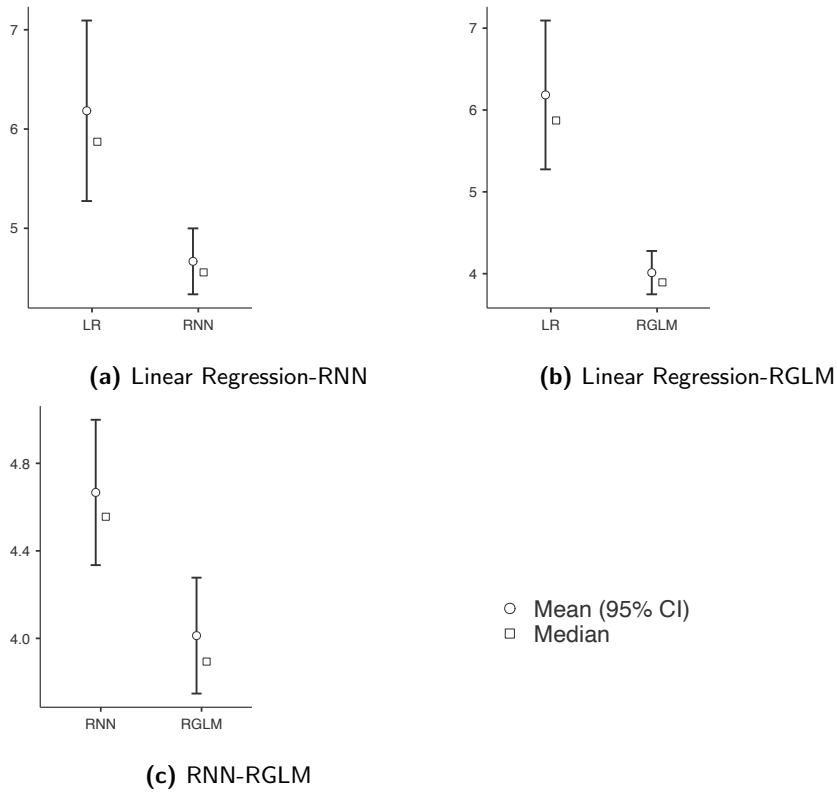 7
6
5
LR
RNN
(a) Linear Regression-RNN
7
6
5
4
LR
RGLM
(b) Linear Regression-RGLM
4.8
4.4
4.0
RNN
RGLM
(c) RNN-RGLM
Mean (95% CI)
Median